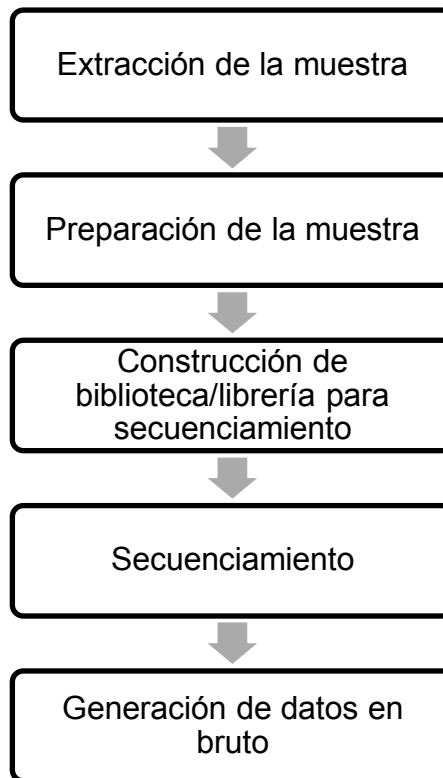 Extracción de la muestra
Preparación de la muestra
Construcción de
biblioteca/librería para
secuenciamiento
Secuenciamiento
Generación de datos en
bruto